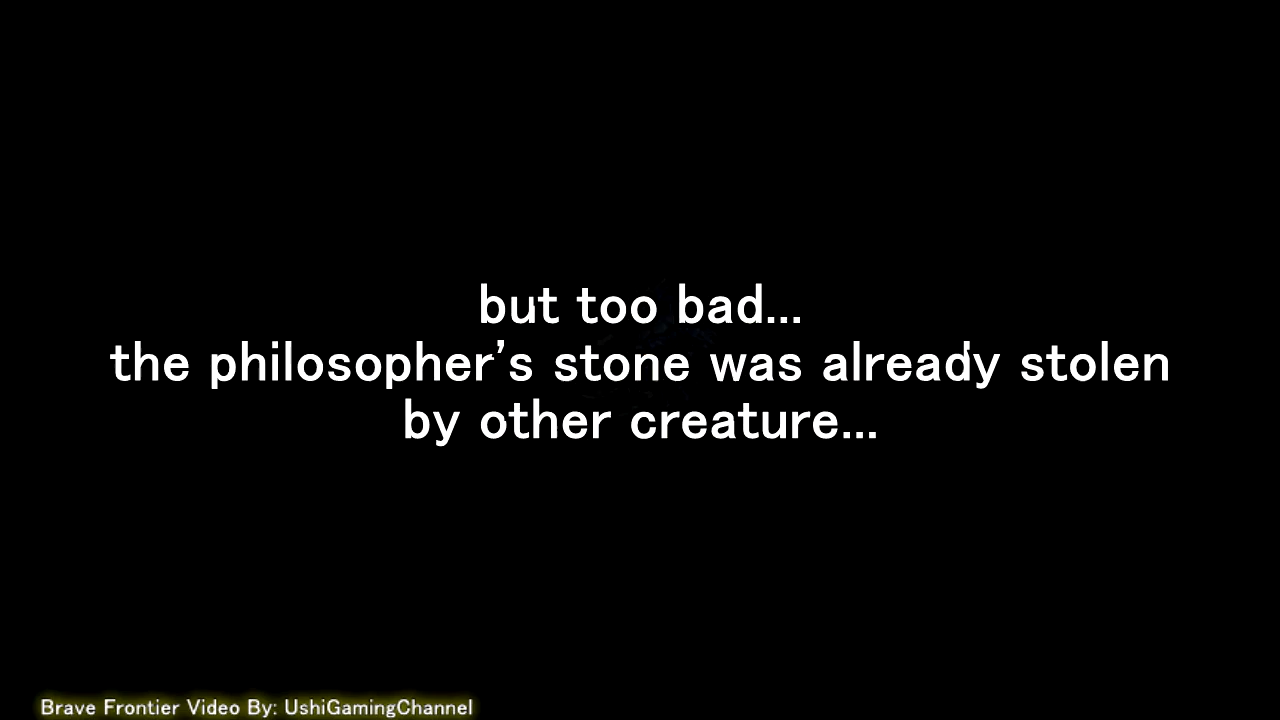 but too bad...
the philosopher's stone was already stolen
by other creature...
Brave Frontier Video By: UshiGamingChannel